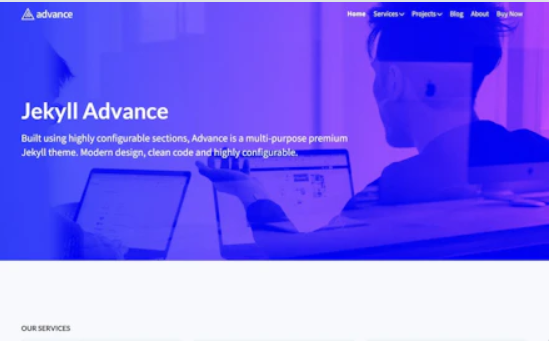 advance
Home Services Projects Blog About Buy Now
Jekyll Advance
Built using highly configurable sections, Advance is a multi-purpose premium
Jekyll theme. Modern design, clean code and highly configurable.
OUR SERVICES